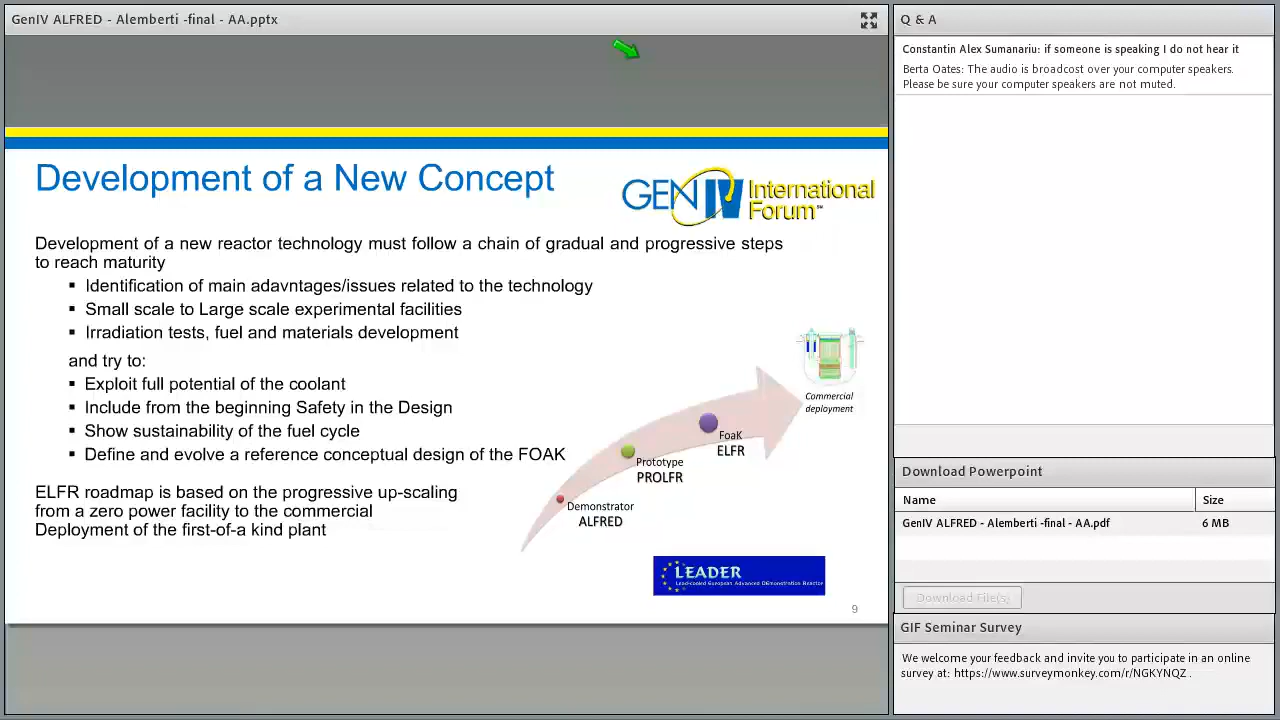 GenIV ALFRED - Alemberti -final - AA.pptx
Development of a New Concept
GENIV International
Forum℠
Development of a new reactor technology must follow a chain of gradual and progressive steps
to reach maturity
▪ Identification of main adavntages/issues related to the technology
▪ Small scale to Large scale experimental facilities
▪ Irradiation tests, fuel and materials development
and try to:
▪ Exploit full potential of the coolant
▪ Include from the beginning Safety in the Design
▪ Show sustainability of the fuel cycle
▪ Define and evolve a reference conceptual design of the FOAK
ELFR roadmap is based on the progressive up-scaling
from a zero power facility to the commercial
Deployment of the first-of-a kind plant
Commercial
deployment
FoaK
ELFR
Prototype
PROLFR
Demonstrator
ALFRED
LEADER
Lead-cooled European Advanced DEmonstration Reactor
9
Q & A
Constantin Alex Sumanariu: if someone is speaking I do not hear it
Berta Oates: The audio is broadcast over your computer speakers.
Please be sure your computer speakers are not muted.
Download Powerpoint
Name Size
GenIV ALFRED - Alemberti -final - AA.pdf 6 MB
Download File(s)
GIF Seminar Survey
We welcome your feedback and invite you to participate in an online
survey at: https://www.surveymonkey.com/r/NGKYNQZ .